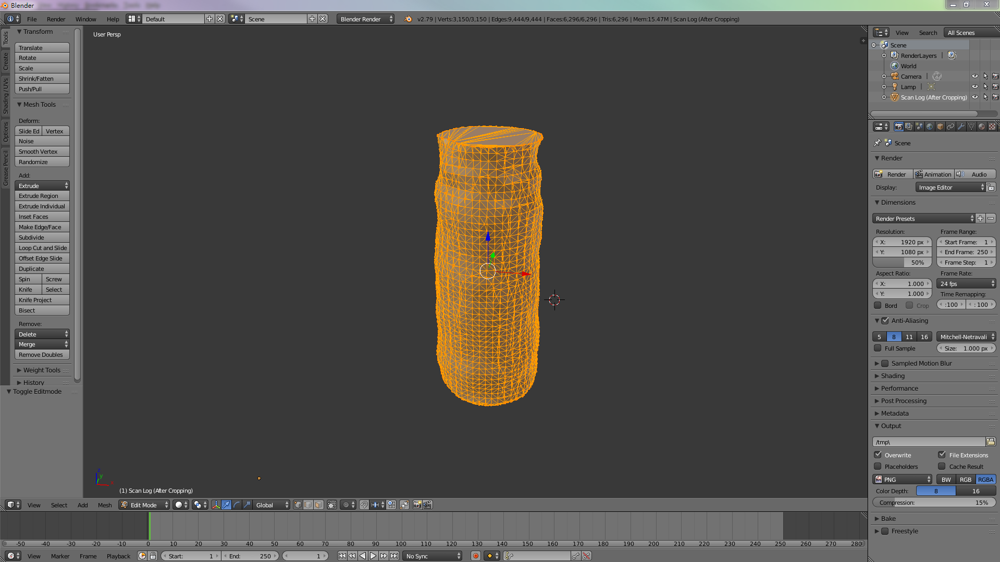 Blender
File Render Window Help Default Scene Blender Render v2.79 | Verts:3,150/3,150 | Edges:9,444/9,444 | Faces:6,296/6,296 | Tris:6,296 | Mem:15.47M | Scan Log (After Cropping)
Tools
Create
Shading / UVs
Options
Grease Pencil
Transform
Translate
Rotate
Scale
Shrink/Fatten
Push/Pull
Mesh Tools
Deform:
Slide Ed Vertex
Noise
Smooth Vertex
Randomize
Add:
Extrude
Extrude Region
Extrude Individual
Inset Faces
Make Edge/Face
Subdivide
Loop Cut and Slide
Offset Edge Slide
Duplicate
Spin Screw
Knife Select
Knife Project
Bisect
Remove:
Delete
Merge
Remove Doubles
Weight Tools
History
Toggle Editmode
User Persp
z
y
x
(1) Scan Log (After Cropping)
View Select Add Mesh Edit Mode Global
-50 -40 -30 -20 -10 0 10 20 30 40 50 60 70 80 90 100 110 120 130 140 150 160 170 180 190 200 210 220 230 240 250 260 270 280
View Marker Frame Playback Start: 1 End: 250 1 No Sync
View Search All Scenes
Scene
RenderLayers |
World
Camera |
Lamp |
Scan Log (After Cropping)
Scene
Render
Render Animation Audio
Display: Image Editor
Dimensions
Render Presets
Resolution: Frame Range:
X: 1920 px Start Frame: 1
Y: 1080 px End Frame: 250
50% Frame Step: 1
Aspect Ratio: Frame Rate:
X: 1.000 24 fps
Y: 1.000 Time Remapping:
Bord Crop :100 : 100
Anti-Aliasing
5 8 11 16 Mitchell-Netravali
Full Sample Size: 1.000 px
Sampled Motion Blur
Shading
Performance
Post Processing
Metadata
Output
/tmp\
Overwrite File Extensions
Placeholders Cache Result
PNG BW RGB RGBA
Color Depth: 8 16
Compression: 15%
Bake
Freestyle